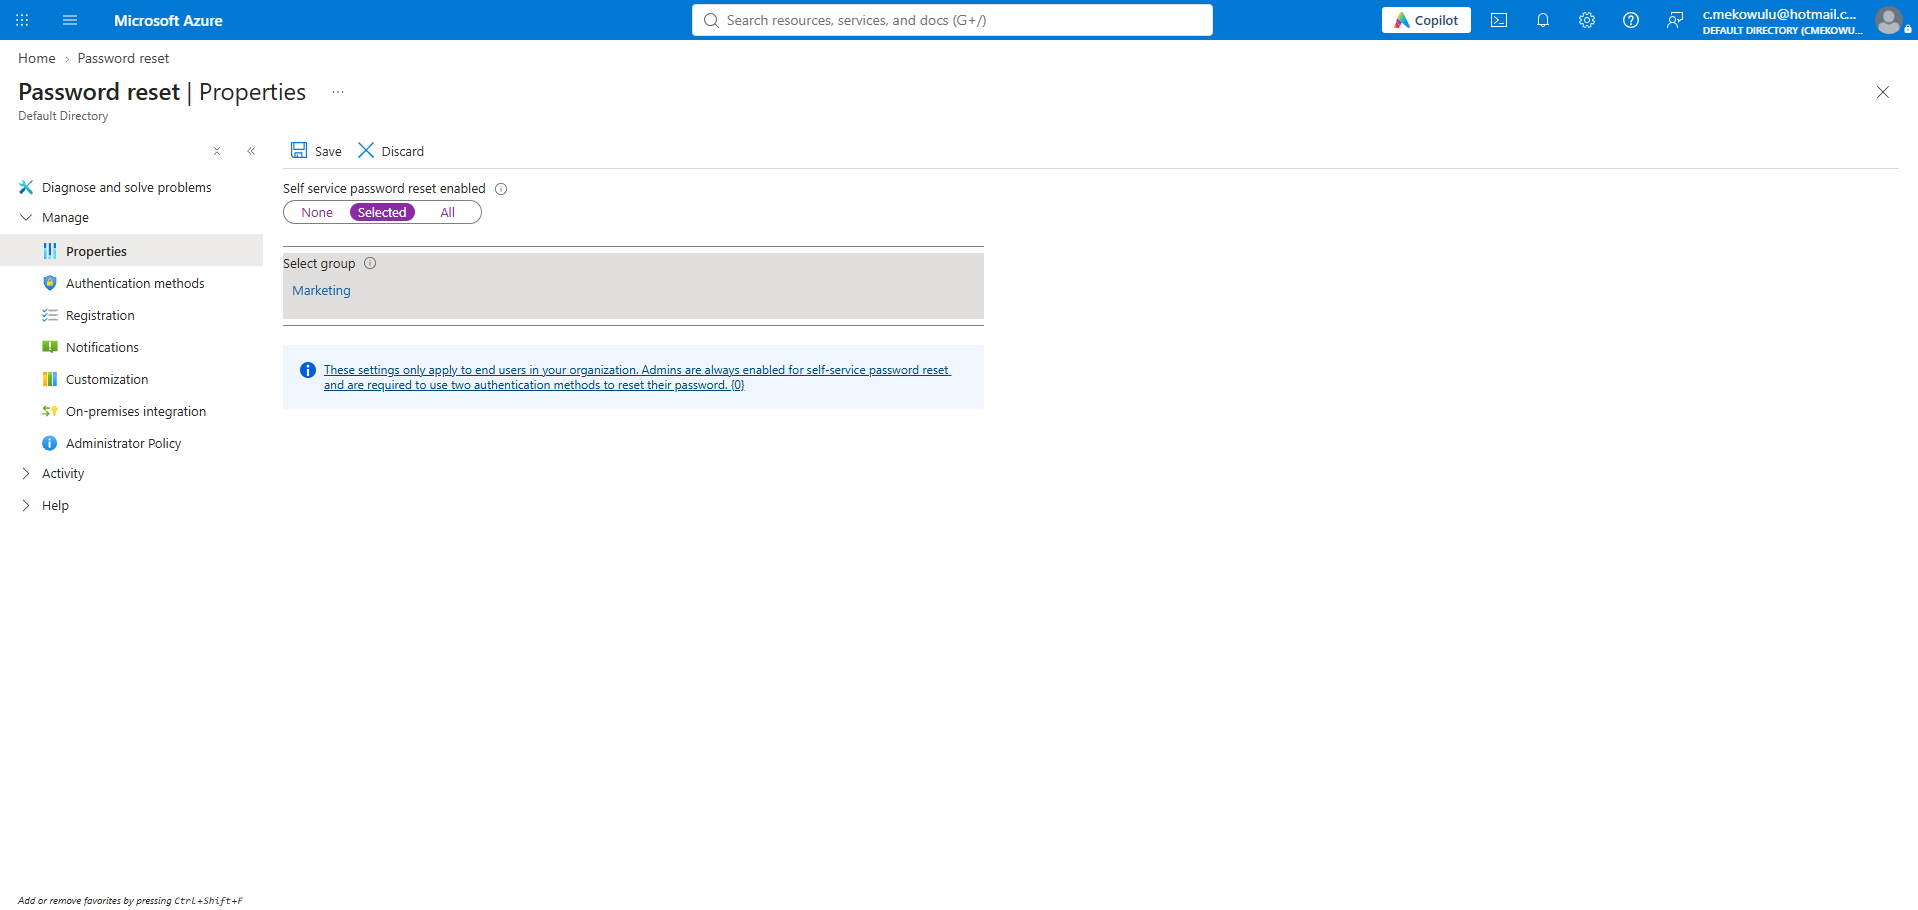 Microsoft Azure
Search resources, services, and docs (G+/)
Copilot
c.mekowulu@hotmail.c...
DEFAULT DIRECTORY (CMEKOWU...
Home › Password reset
Password reset | Properties ...
Default Directory
Save
Discard
Diagnose and solve problems
Manage
Properties
Authentication methods
Registration
Notifications
Customization
On-premises integration
Administrator Policy
Activity
Help
Self service password reset enabled
None
Selected
All
Select group
Marketing
These settings only apply to end users in your organization. Admins are always enabled for self-service password reset
and are required to use two authentication methods to reset their password. {0}
Add or remove favorites by pressing Ctrl+Shift+F